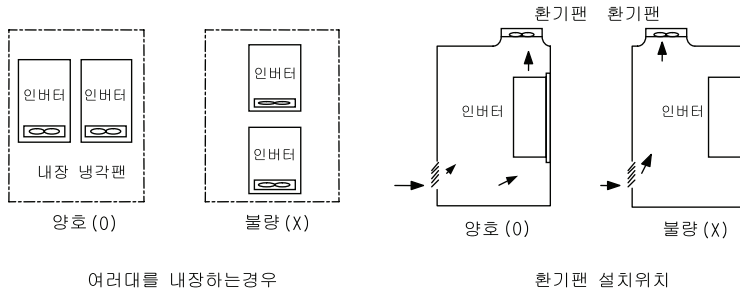 환기팬 환기팬
인버터 인버터 인버터 인버터 인버터
인버터
내장 냉각팬
양호(O) 불량(X) 양호(O) 불량(X)
여러대를 내장하는경우 환기팬 설치위치